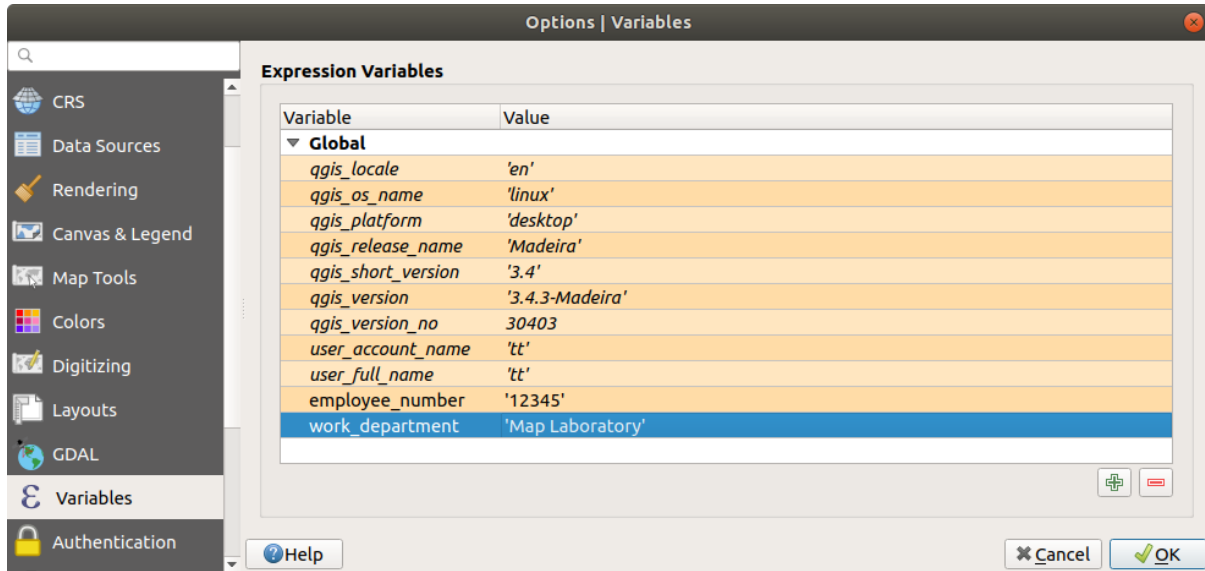 Options | Variables
CRS
Data Sources
Rendering
Canvas & Legend
Map Tools
Colors
Digitizing
Layouts
GDAL
Variables
Authentication
Expression Variables
Variable Value
Global
qgis_locale 'en'
qgis_os_name 'linux'
qgis_platform 'desktop'
qgis_release_name 'Madeira'
qgis_short_version '3.4'
qgis_version '3.4.3-Madeira'
qgis_version_no 30403
user_account_name 'tt'
user_full_name 'tt'
employee_number '12345'
work_department 'Map Laboratory'
Help Cancel OK